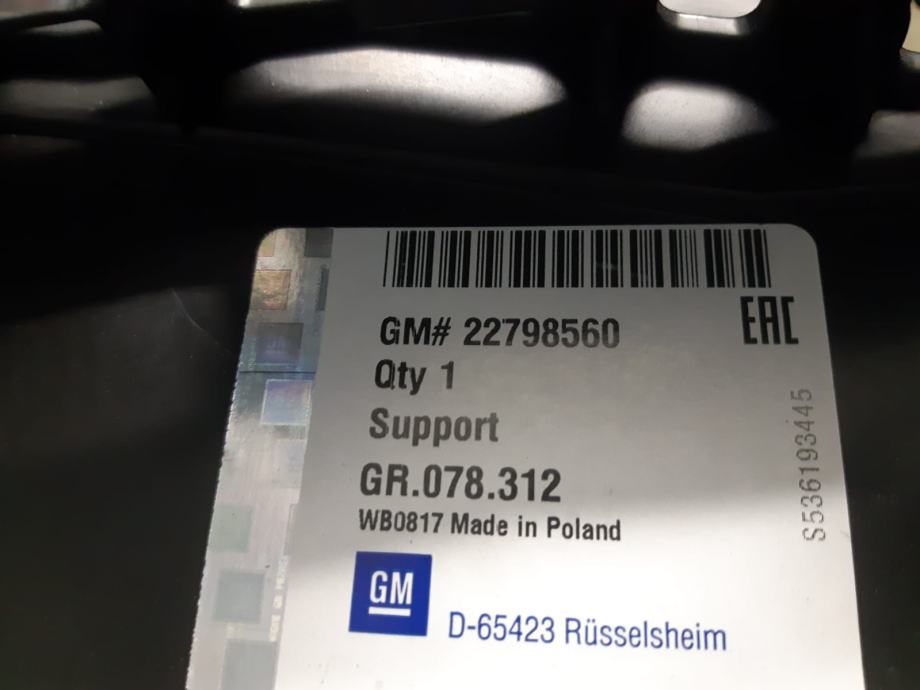 GM# 22798560
EAC
Qty 1
Support
GR.078.312
WB0817 Made in Poland
S536193445
GM
D-65423 Rüsselsheim